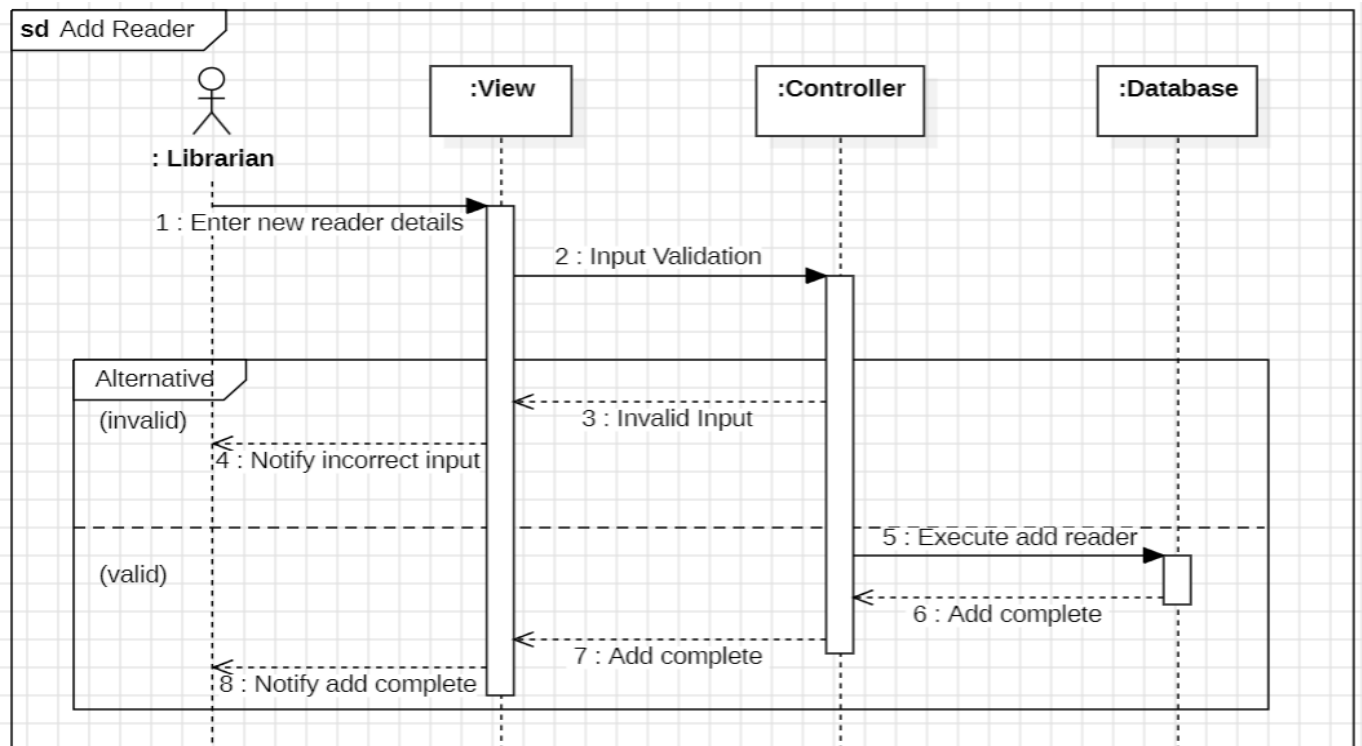 sd Add Reader
:View
:Controller
:Database
: Librarian
1 : Enter new reader details
2 : Input Validation
Alternative
(invalid)
3 : Invalid Input
4 : Notify incorrect input
5 : Execute add reader
(valid)
6 : Add complete
7 : Add complete
8 : Notify add complete